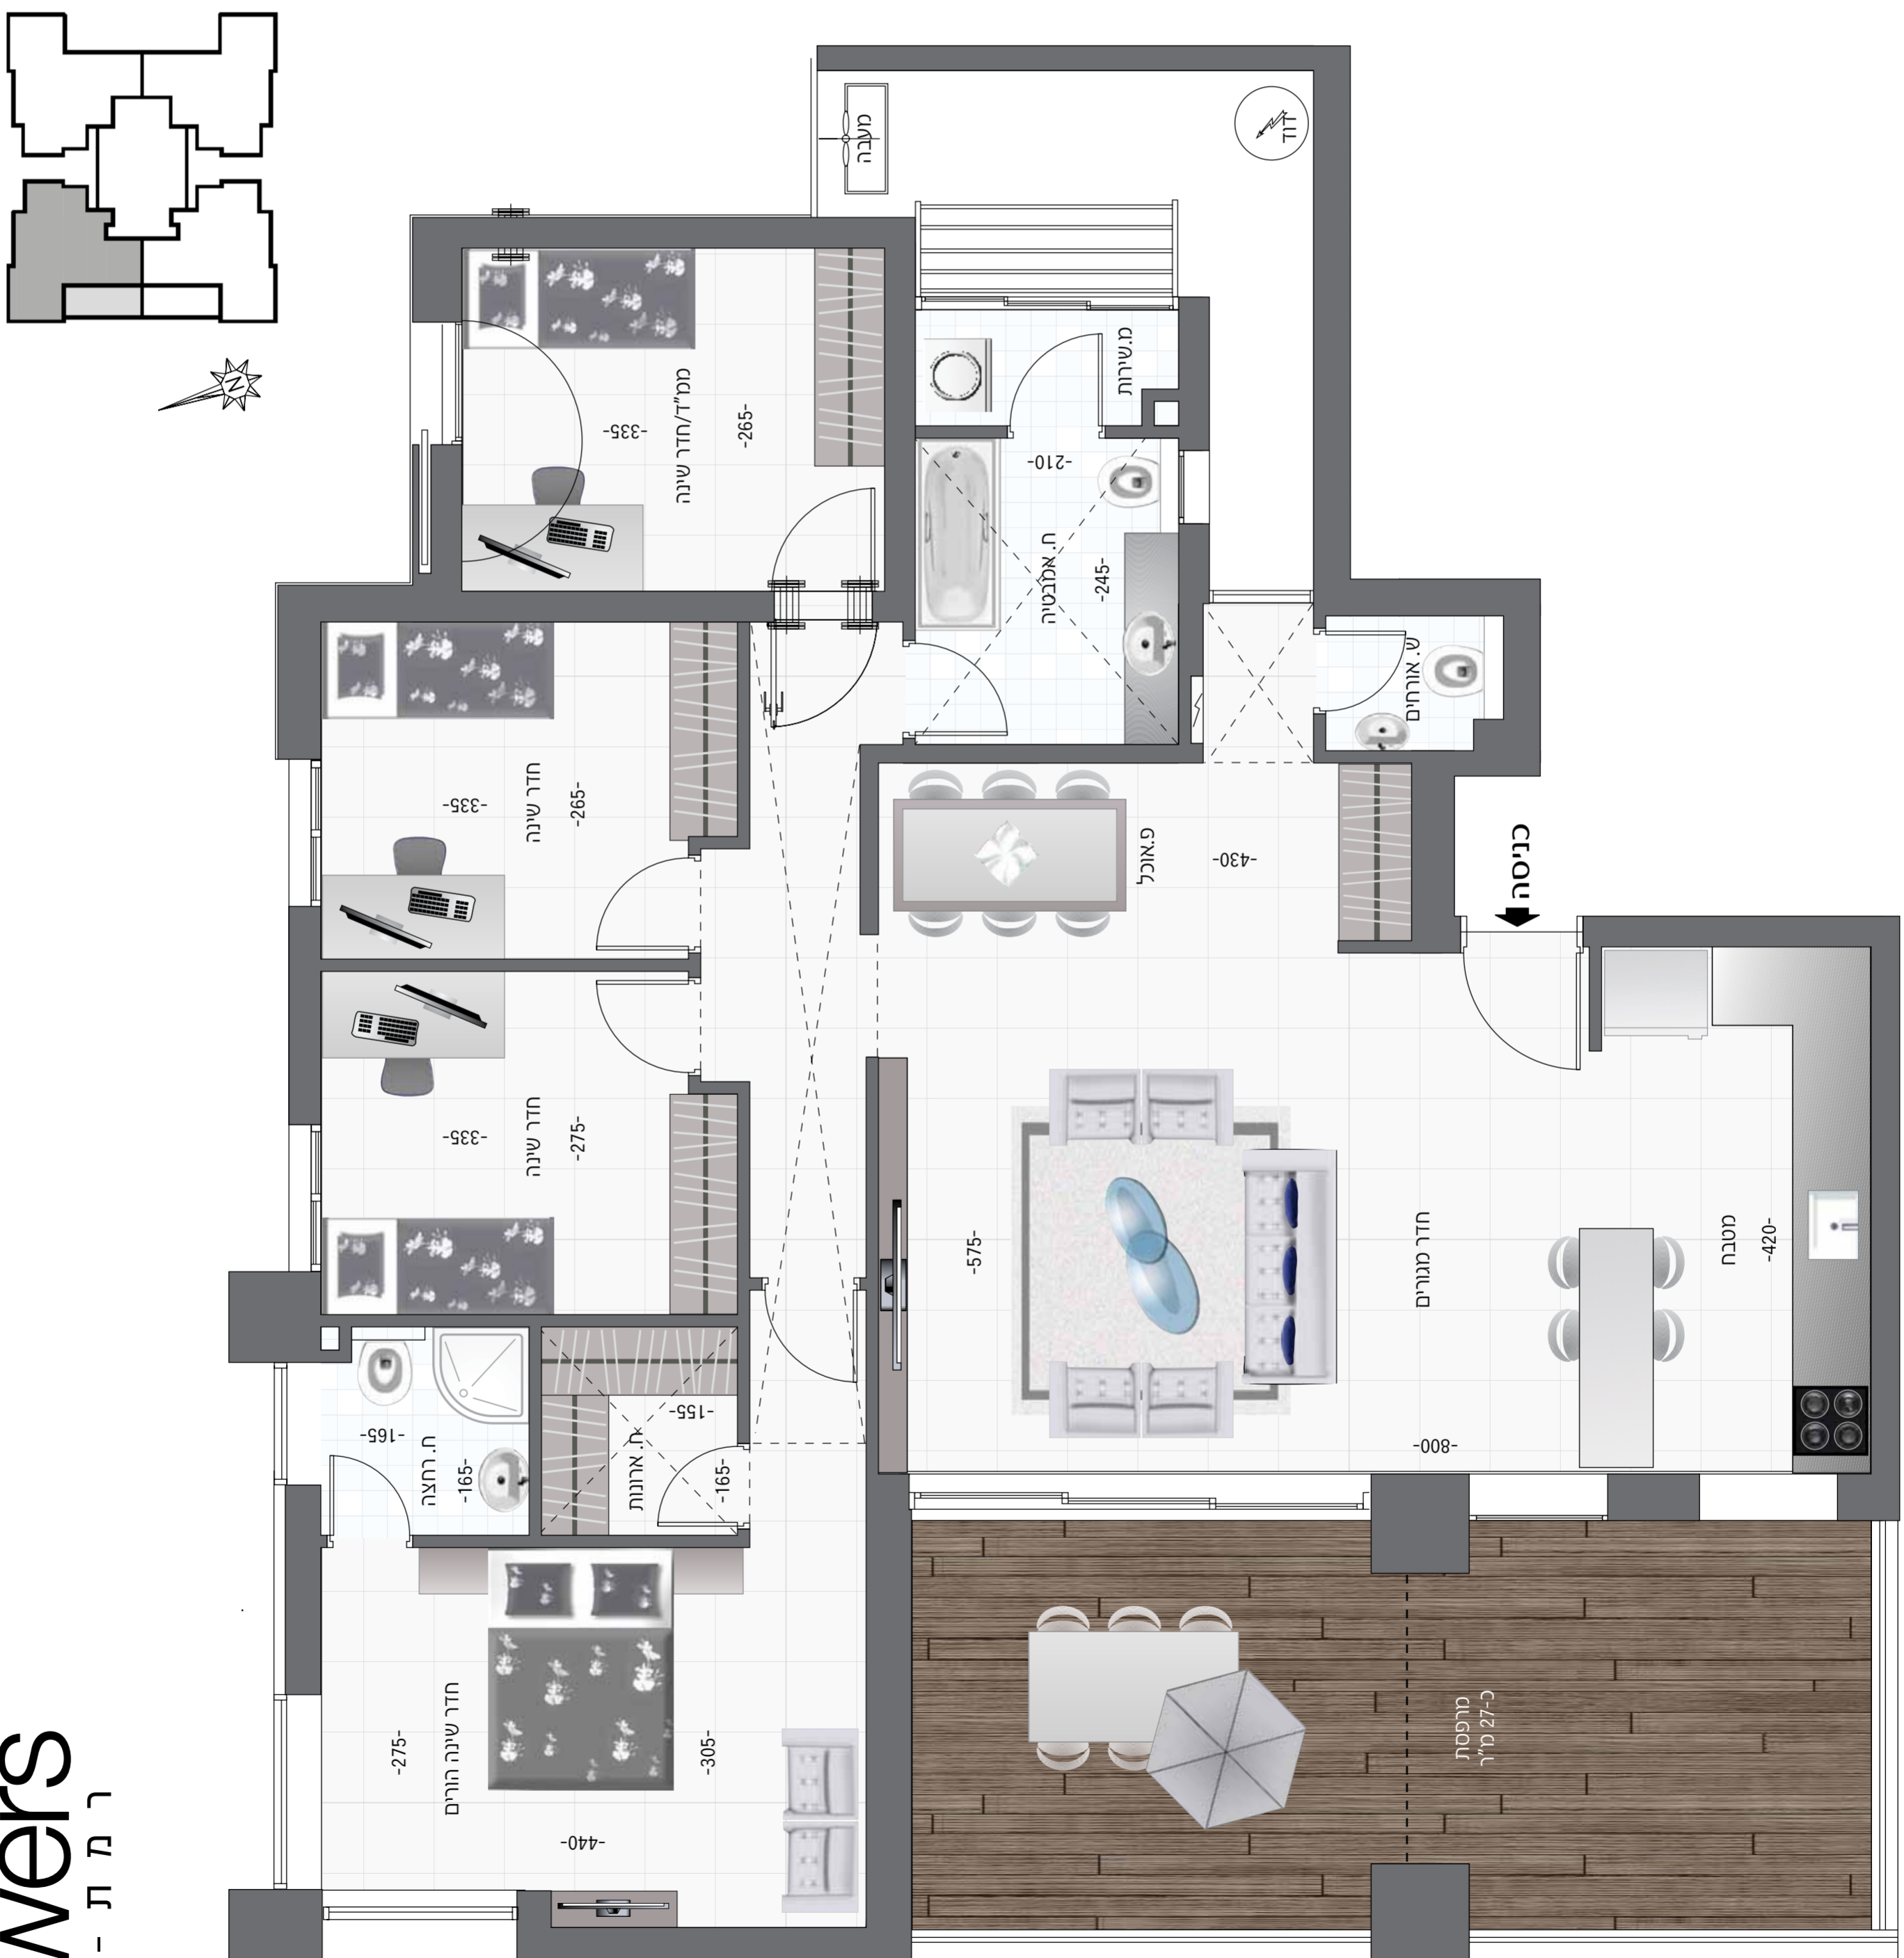 מעבה
דוד
N
ממ"ד/חדר שינה
-335-
-265-
מ.שירות
-210-
ח. אמבטיה
-245-
ש. אורחים
חדר שינה
-335-
-265-
פ.אוכל
-430-
כניסה
חדר שינה
-335-
-275-
-575-
חדר מגורים
-800-
מטבח
-420-
ח. רחצה
-165-
-165-
ח. ארונות
-155-
-165-
חדר שינה הורים
-275-
-305-
-440-
מרפסת
כ-27 מ"ר
wers
רמת -